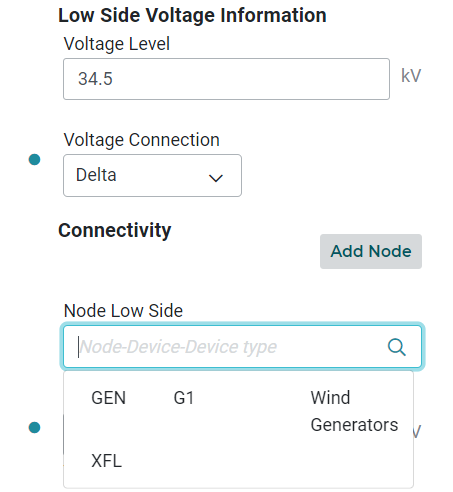 Low Side Voltage Information
Voltage Level
34.5 kV
Voltage Connection
Delta
Connectivity
Add Node
Node Low Side
Node-Device-Device type
GEN G1 Wind
Generators
V
XFL